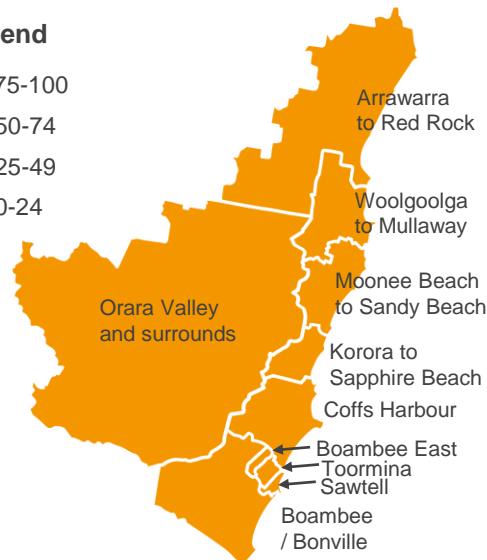 end
75-100
50-74
25-49
0-24
Arrawarra
to Red Rock
Woolgoolga
to Mullaway
Moonee Beach
to Sandy Beach
Orara Valley
and surrounds
Korora to
Sapphire Beach
Coffs Harbour
Boambee East
Toormina
Sawtell
Boambee
/ Bonville